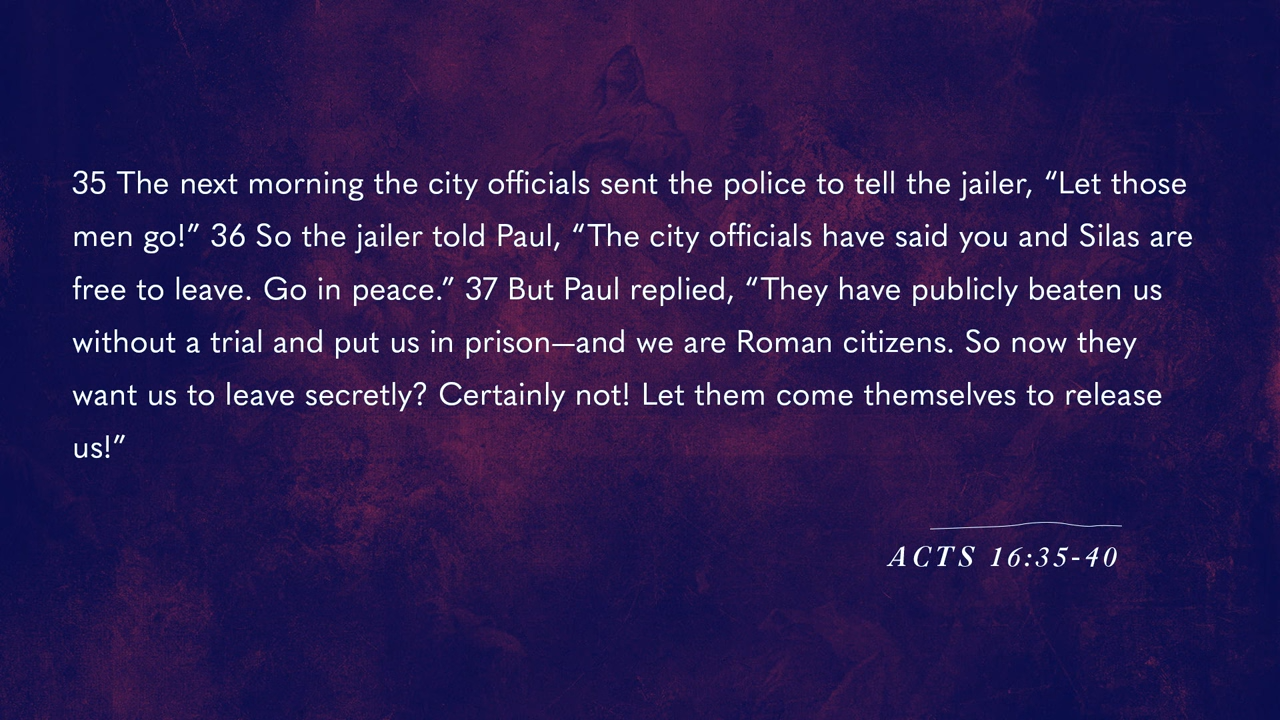 35 The next morning the city officials sent the police to tell the jailer, “Let those
men go!” 36 So the jailer told Paul, “The city officials have said you and Silas are
free to leave. Go in peace.” 37 But Paul replied, “They have publicly beaten us
without a trial and put us in prison—and we are Roman citizens. So now they
want us to leave secretly? Certainly not! Let them come themselves to release
us!”
ACTS 16:35-40